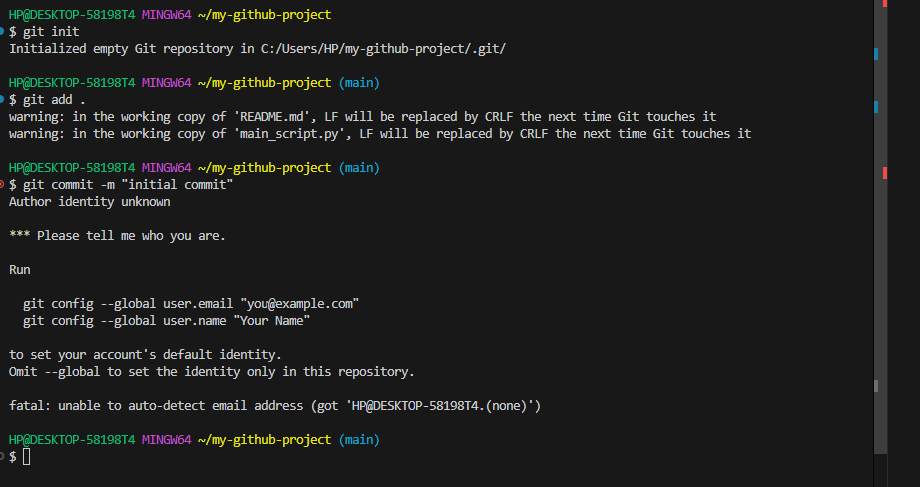 HP@DESKTOP-58198T4 MINGW64 ~/my-github-project
$ git init
Initialized empty Git repository in C:/Users/HP/my-github-project/.git/
HP@DESKTOP-58198T4 MINGW64 ~/my-github-project (main)
$ git add .
warning: in the working copy of 'README.md', LF will be replaced by CRLF the next time Git touches it
warning: in the working copy of 'main_script.py', LF will be replaced by CRLF the next time Git touches it
HP@DESKTOP-58198T4 MINGW64 ~/my-github-project (main)
$ git commit -m "initial commit"
Author identity unknown
*** Please tell me who you are.
Run
git config --global user.email "you@example.com"
git config --global user.name "Your Name"
to set your account's default identity.
Omit --global to set the identity only in this repository.
fatal: unable to auto-detect email address (got 'HP@DESKTOP-58198T4.(none)')
HP@DESKTOP-58198T4 MINGW64 ~/my-github-project (main)
$